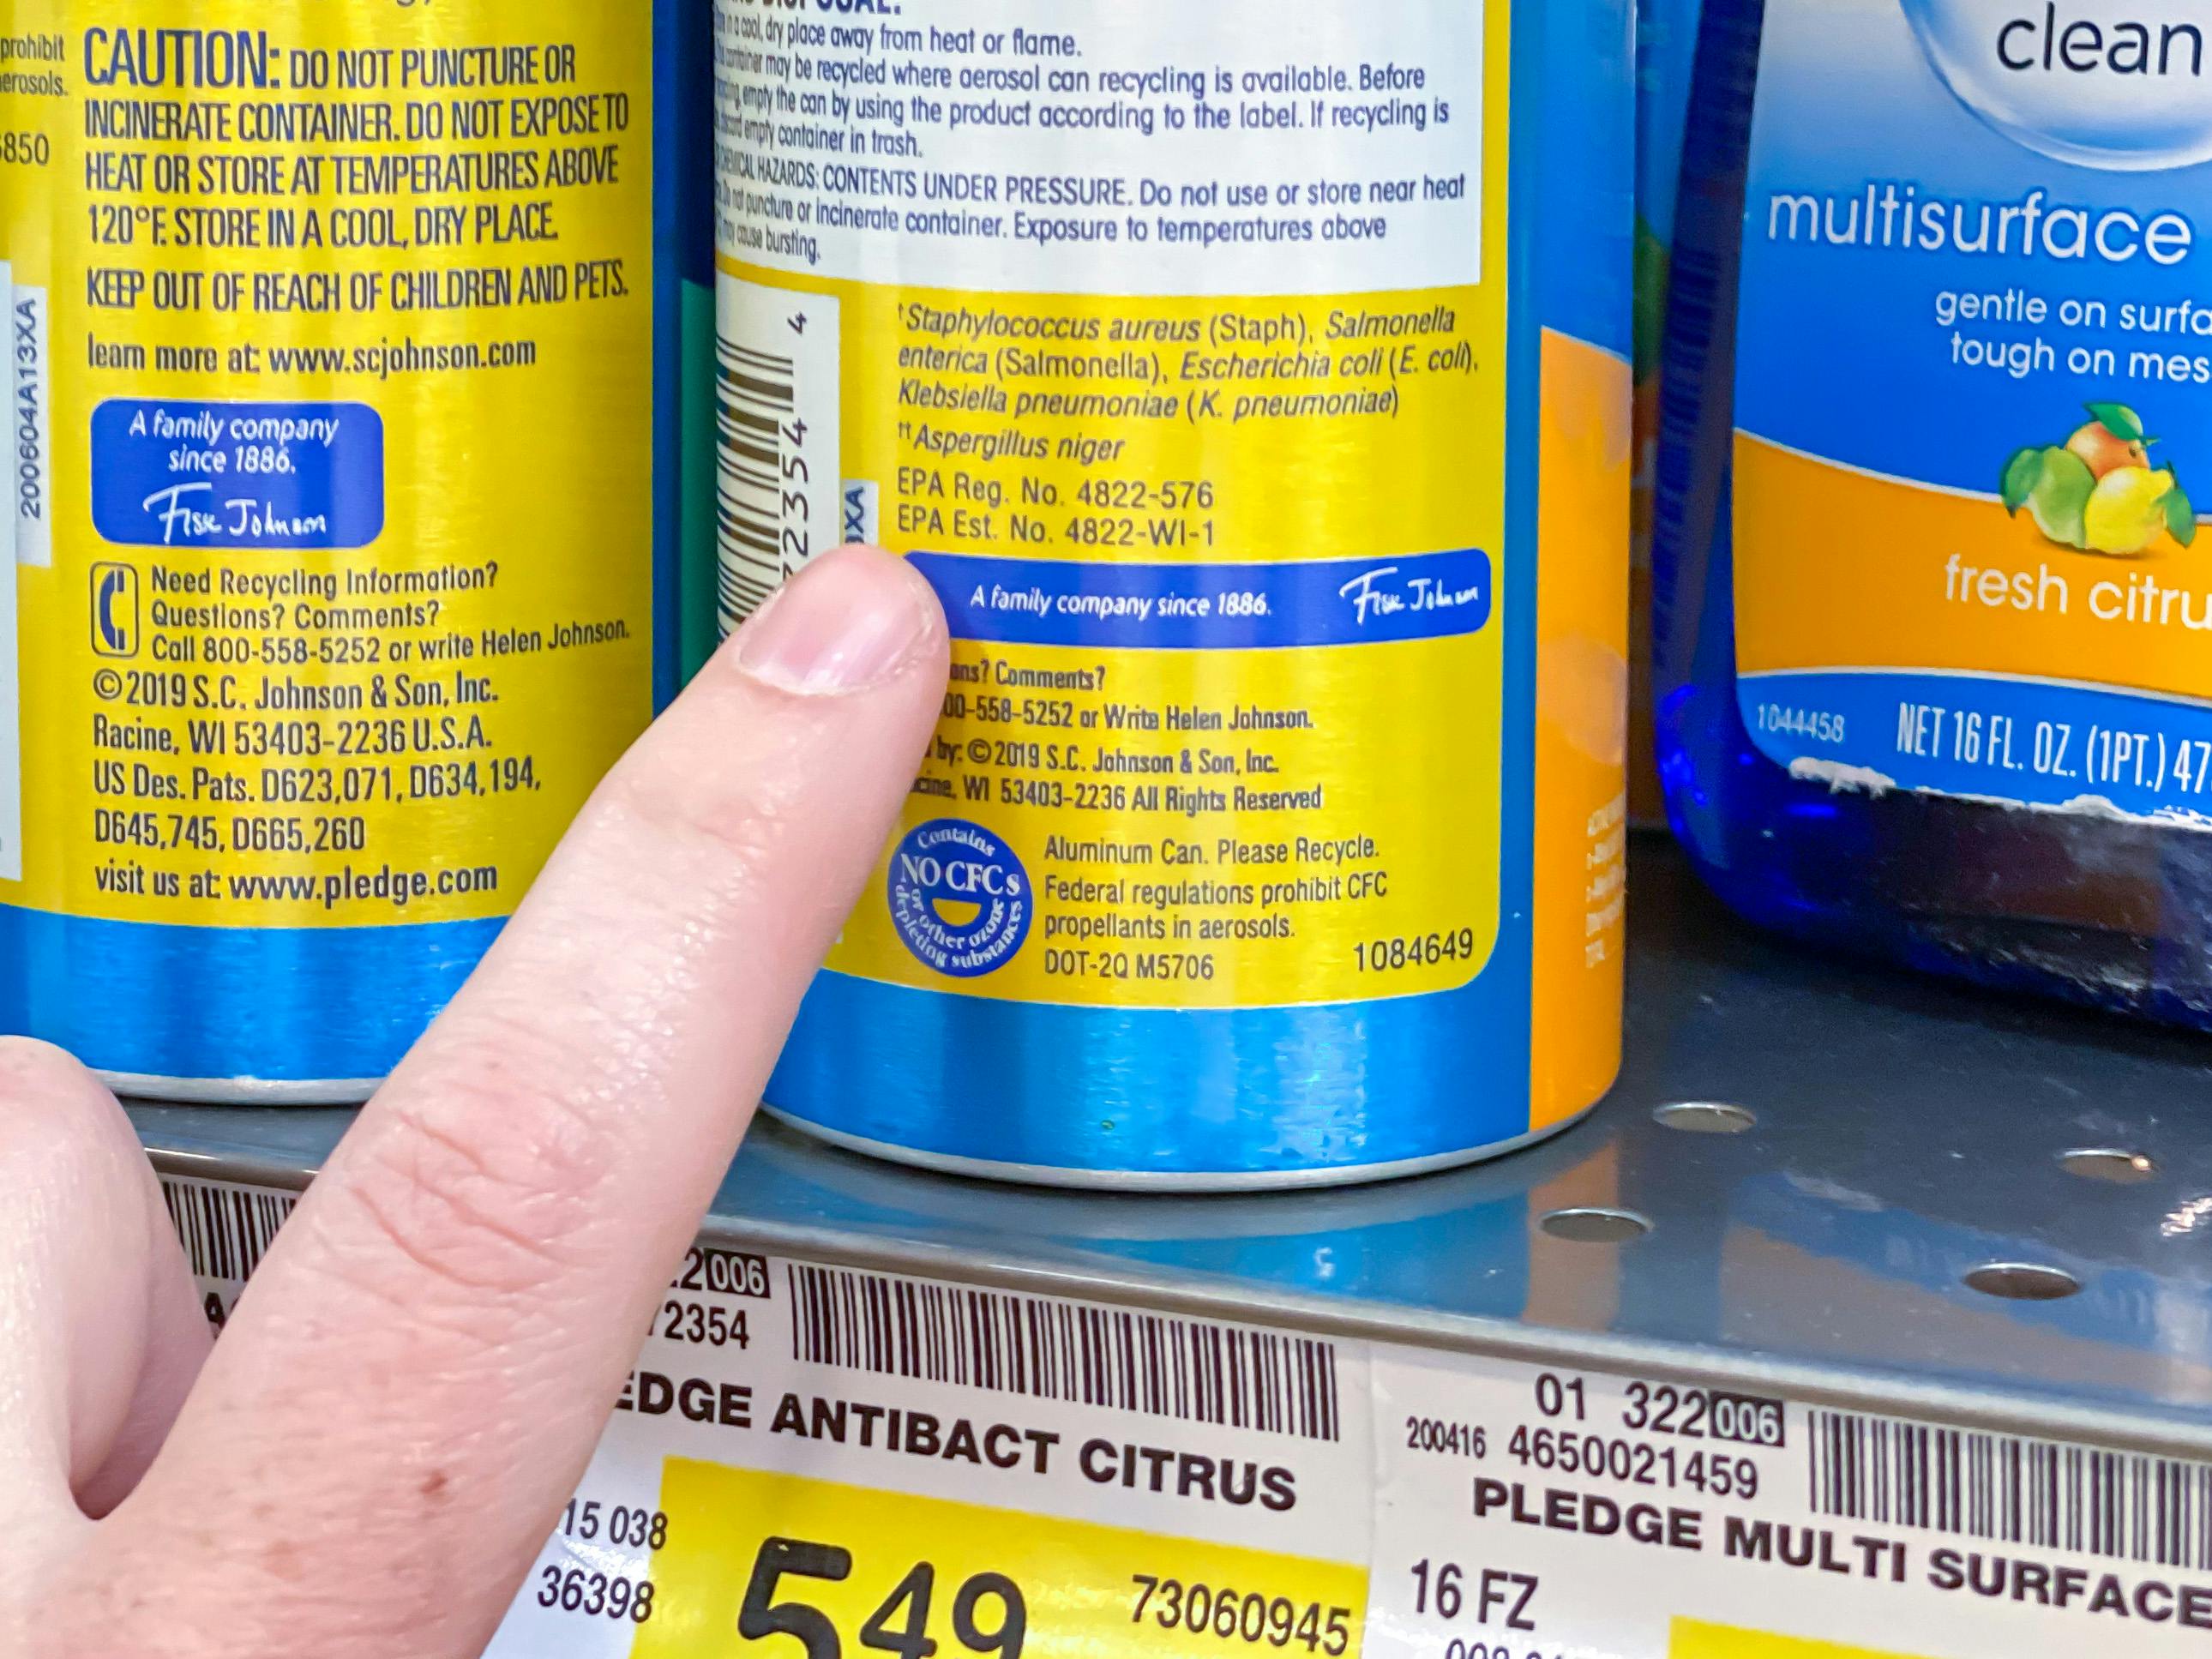 prohibit
aerosols.
CAUTION: DO NOT PUNCTURE OR
INCINERATE CONTAINER. DO NOT EXPOSE TO
HEAT OR STORE AT TEMPERATURES ABOVE
120°F. STORE IN A COOL, DRY PLACE.
KEEP OUT OF REACH OF CHILDREN AND PETS.
learn more at: www.scjohnson.com
200604A13XA
A family company
since 1886.
Fisk Johnson
Need Recycling Information?
Questions? Comments?
Call 800-558-5252 or write Helen Johnson.
©2019 S.C. Johnson & Son, Inc.
Racine, WI 53403-2236 U.S.A.
US Des. Pats. D623,071, D634,194,
D645,745, D665,260
visit us at: www.pledge.com
cool, dry place away from heat or flame.
container may be recycled where aerosol can recycling is available. Before
empty the can by using the product according to the label. If recycling is
empty container in trash.
HAZARDS: CONTENTS UNDER PRESSURE. Do not use or store near heat
not puncture or incinerate container. Exposure to temperatures above
may cause bursting.
†Staphylococcus aureus (Staph), Salmonella
enterica (Salmonella), Escherichia coli (E. coli),
Klebsiella pneumoniae (K. pneumoniae)
††Aspergillus niger
EPA Reg. No. 4822-576
EPA Est. No. 4822-WI-1
72354 4
A family company since 1886. Fisk Johnson
Comments?
00-558-5252 or Write Helen Johnson.
by: ©2019 S.C. Johnson & Son, Inc.
WI 53403-2236 All Rights Reserved
Contains
NO CFCs
or other ozone
depleting substances
Aluminum Can. Please Recycle.
Federal regulations prohibit CFC
propellants in aerosols.
DOT-2Q M5706
1084649
clean
multisurface
gentle on surfa
tough on mes
fresh citru
1044458 NET 16 FL. OZ. (1PT.) 47
2 006
2354
EDGE ANTIBACT CITRUS
15 038
36398
549
73060945
01 322 006
200416 4650021459
PLEDGE MULTI SURFACE
16 FZ